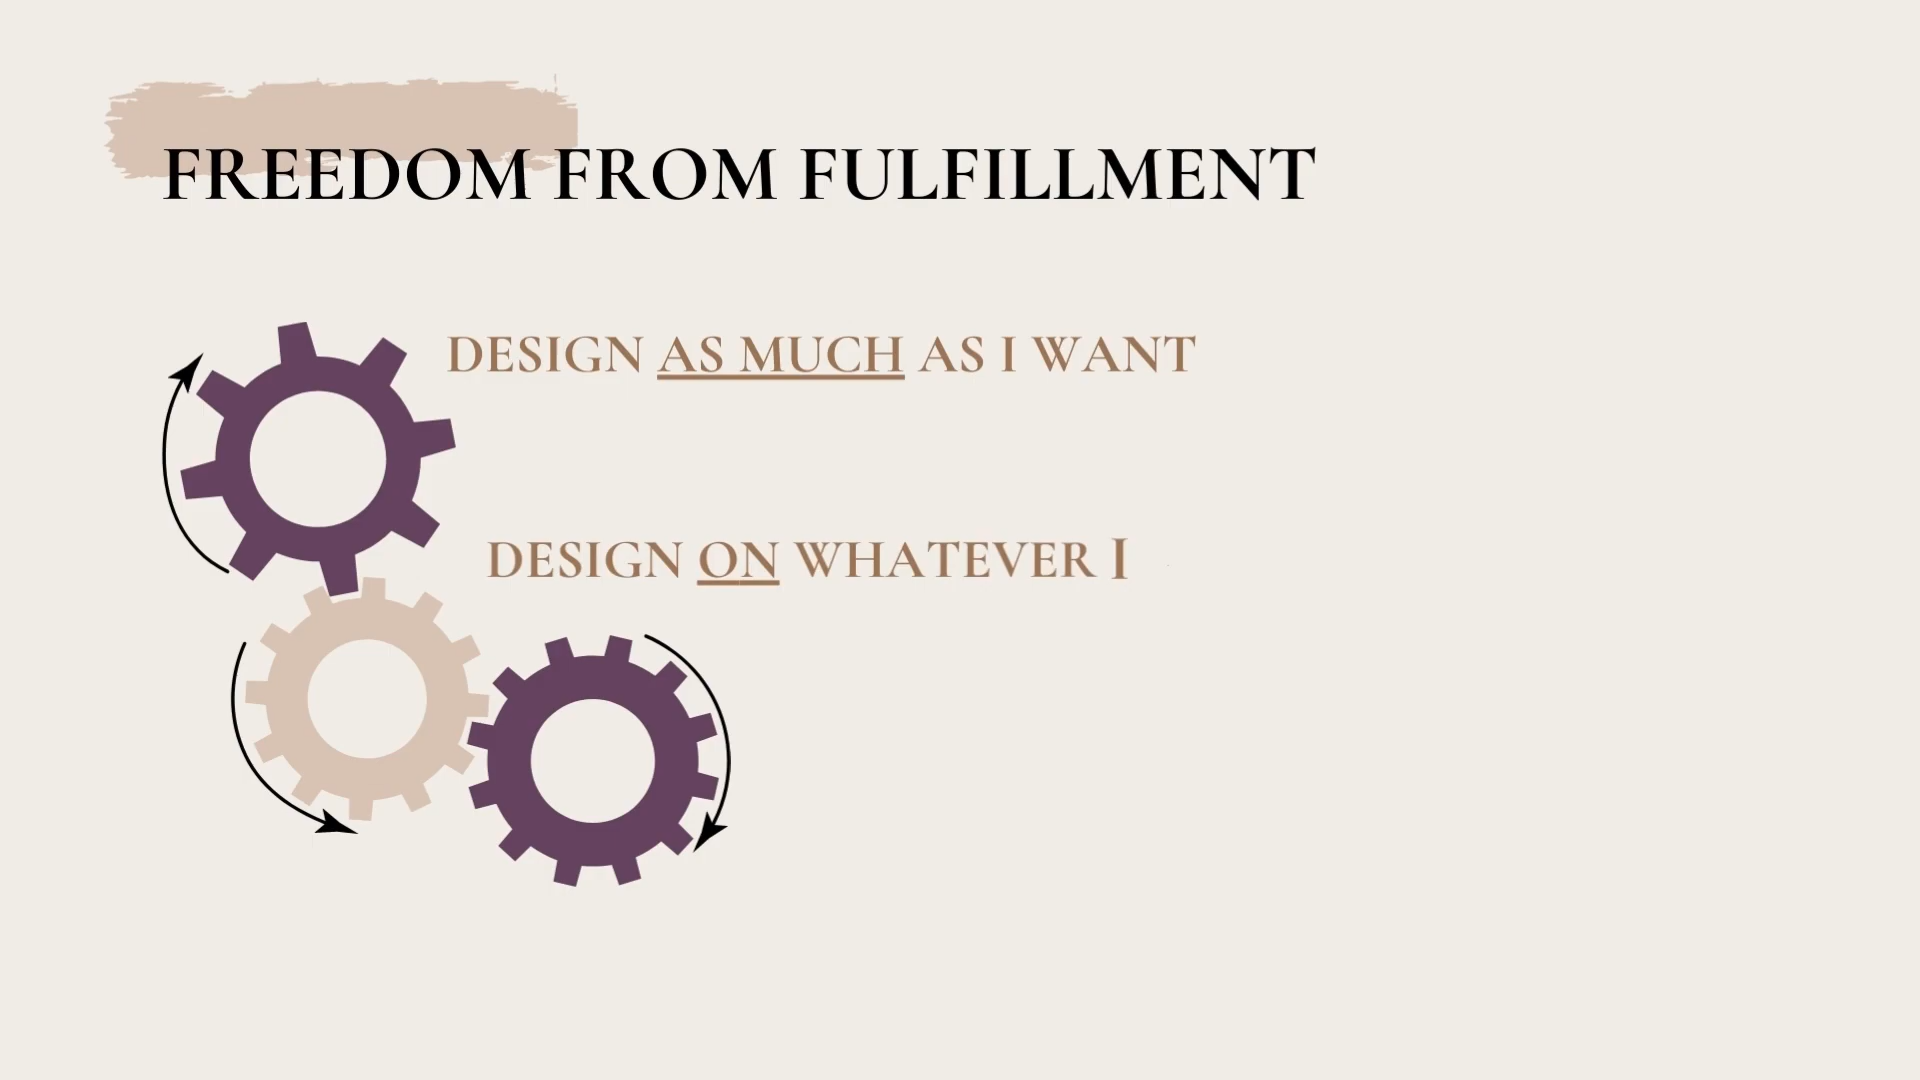 FREEDOM FROM FULFILLMENT
DESIGN AS MUCH AS I WANT
DESIGN ON WHATEVER I